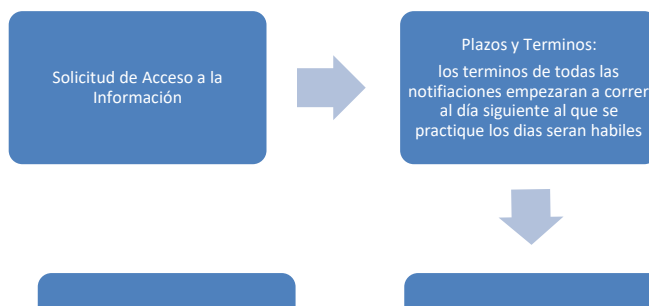 Solicitud de Acceso a la
Información
Plazos y Terminos:
los terminos de todas las
notifiaciones empezaran a correr
al día siguiente al que se
practique los dias seran habiles